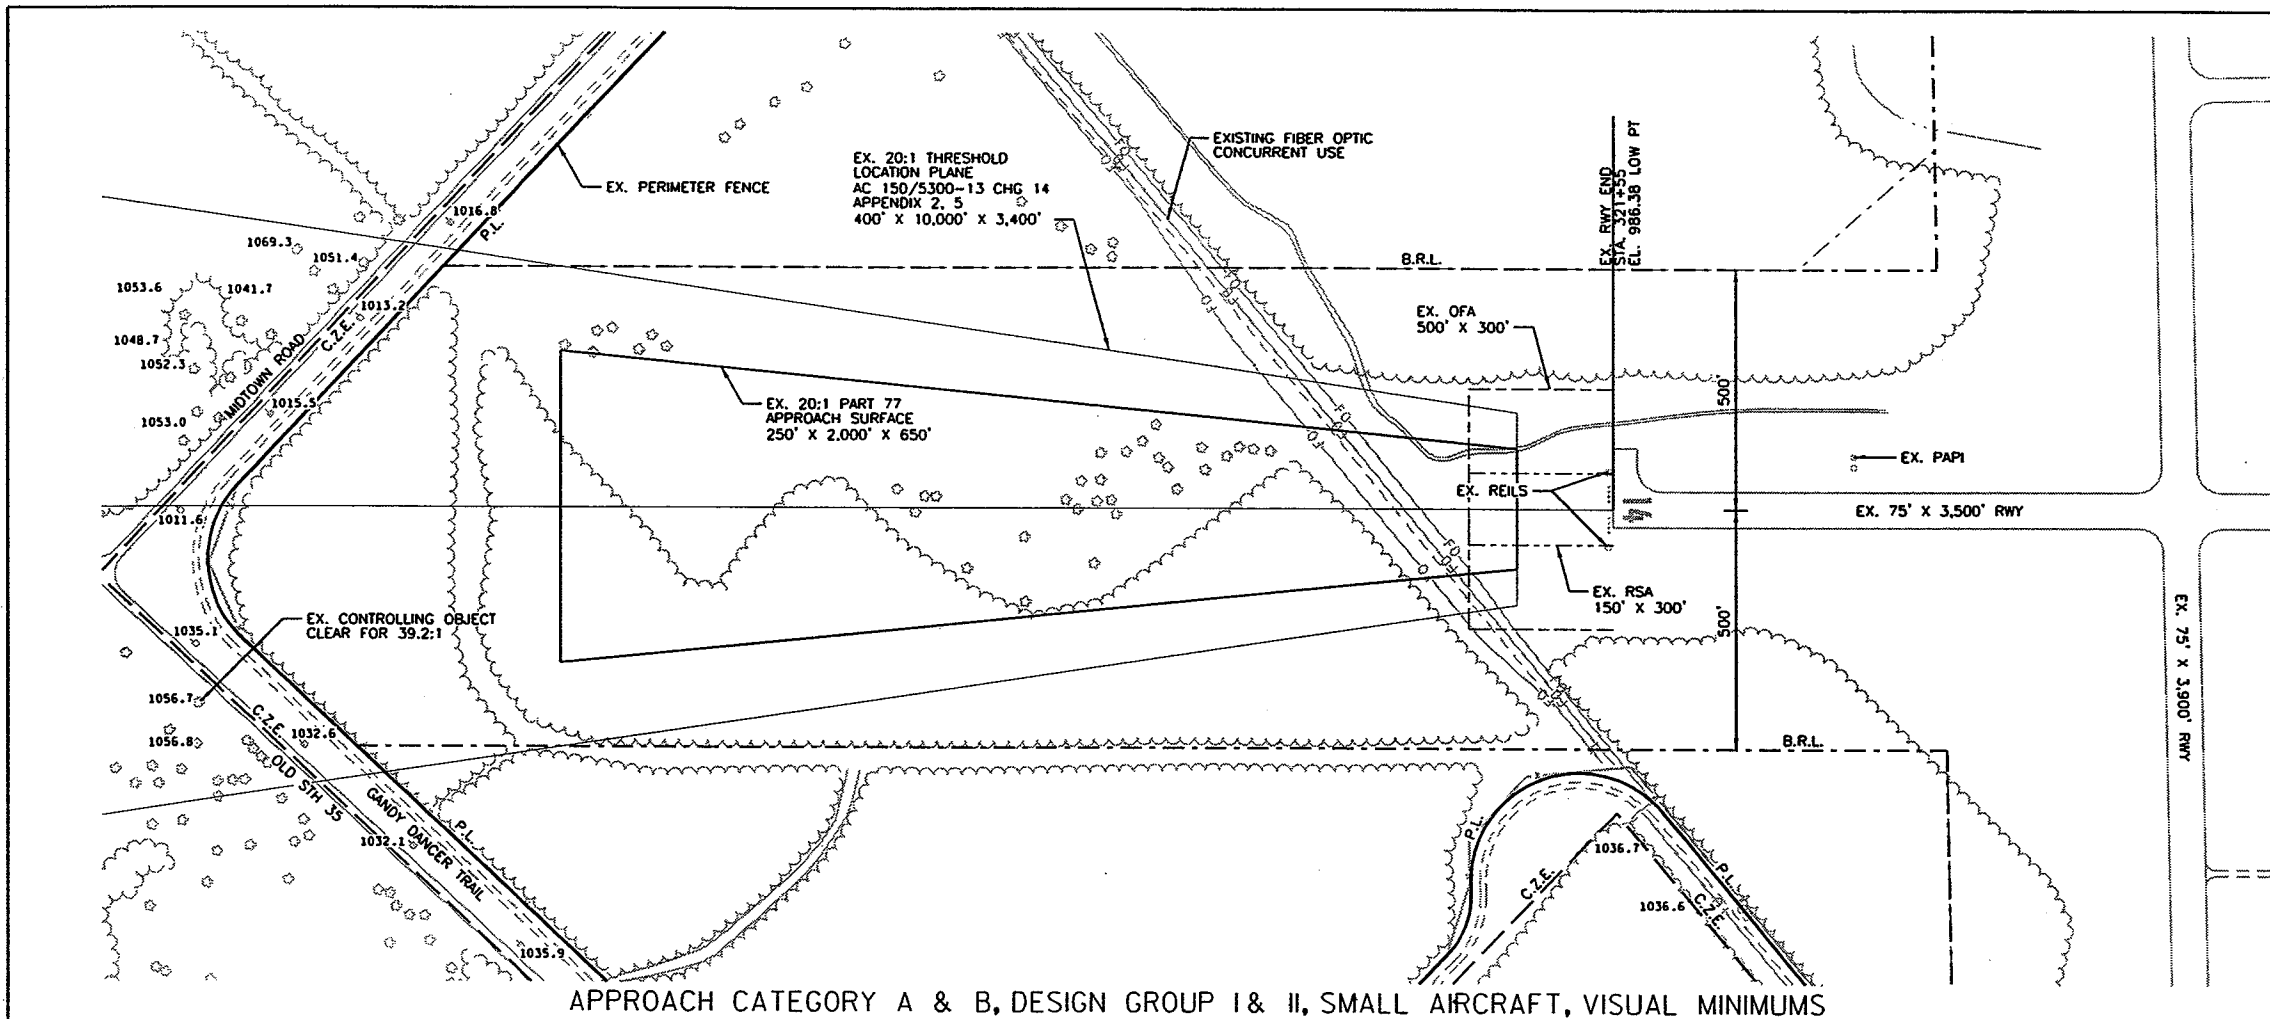 EX. 20:1 THRESHOLD
LOCATION PLANE
AC 150/5300-13 CHG 14
APPENDIX 2, 5
400' X 10,000' X 3,400'
EXISTING FIBER OPTIC
CONCURRENT USE
EX. PERIMETER FENCE
EX. RWY END
STA. 321+55
EL. 986.38 LOW PT
1016.8
P.L.
1069.3
1051.4
B.R.L.
1053.6
1041.7
1013.2
C.Z.E.
EX. OFA
500' X 300'
1048.7
1052.3
MIDTOWN ROAD
500'
1015.5
1053.0
EX. 20:1 PART 77
APPROACH SURFACE
250' X 2,000' X 650'
FO
EX. PAPI
EX. REILS
14
EX. 75' X 3,500' RWY
1011.6
FO
EX. RSA
150' X 300'
500'
EX. 75' X 3,900' RWY
EX. CONTROLLING OBJECT
CLEAR FOR 39.2:1
1035.1
1056.7
C.Z.E.
1032.6
1056.8
B.R.L.
OLD STH 35
GANDY DANCER TRAIL
P.L.
1032.1
P.L.
1036.7
P.L.
C.Z.E.
C.Z.E.
1036.6
1035.9
APPROACH CATEGORY A & B, DESIGN GROUP I & II, SMALL AIRCRAFT, VISUAL MINIMUMS